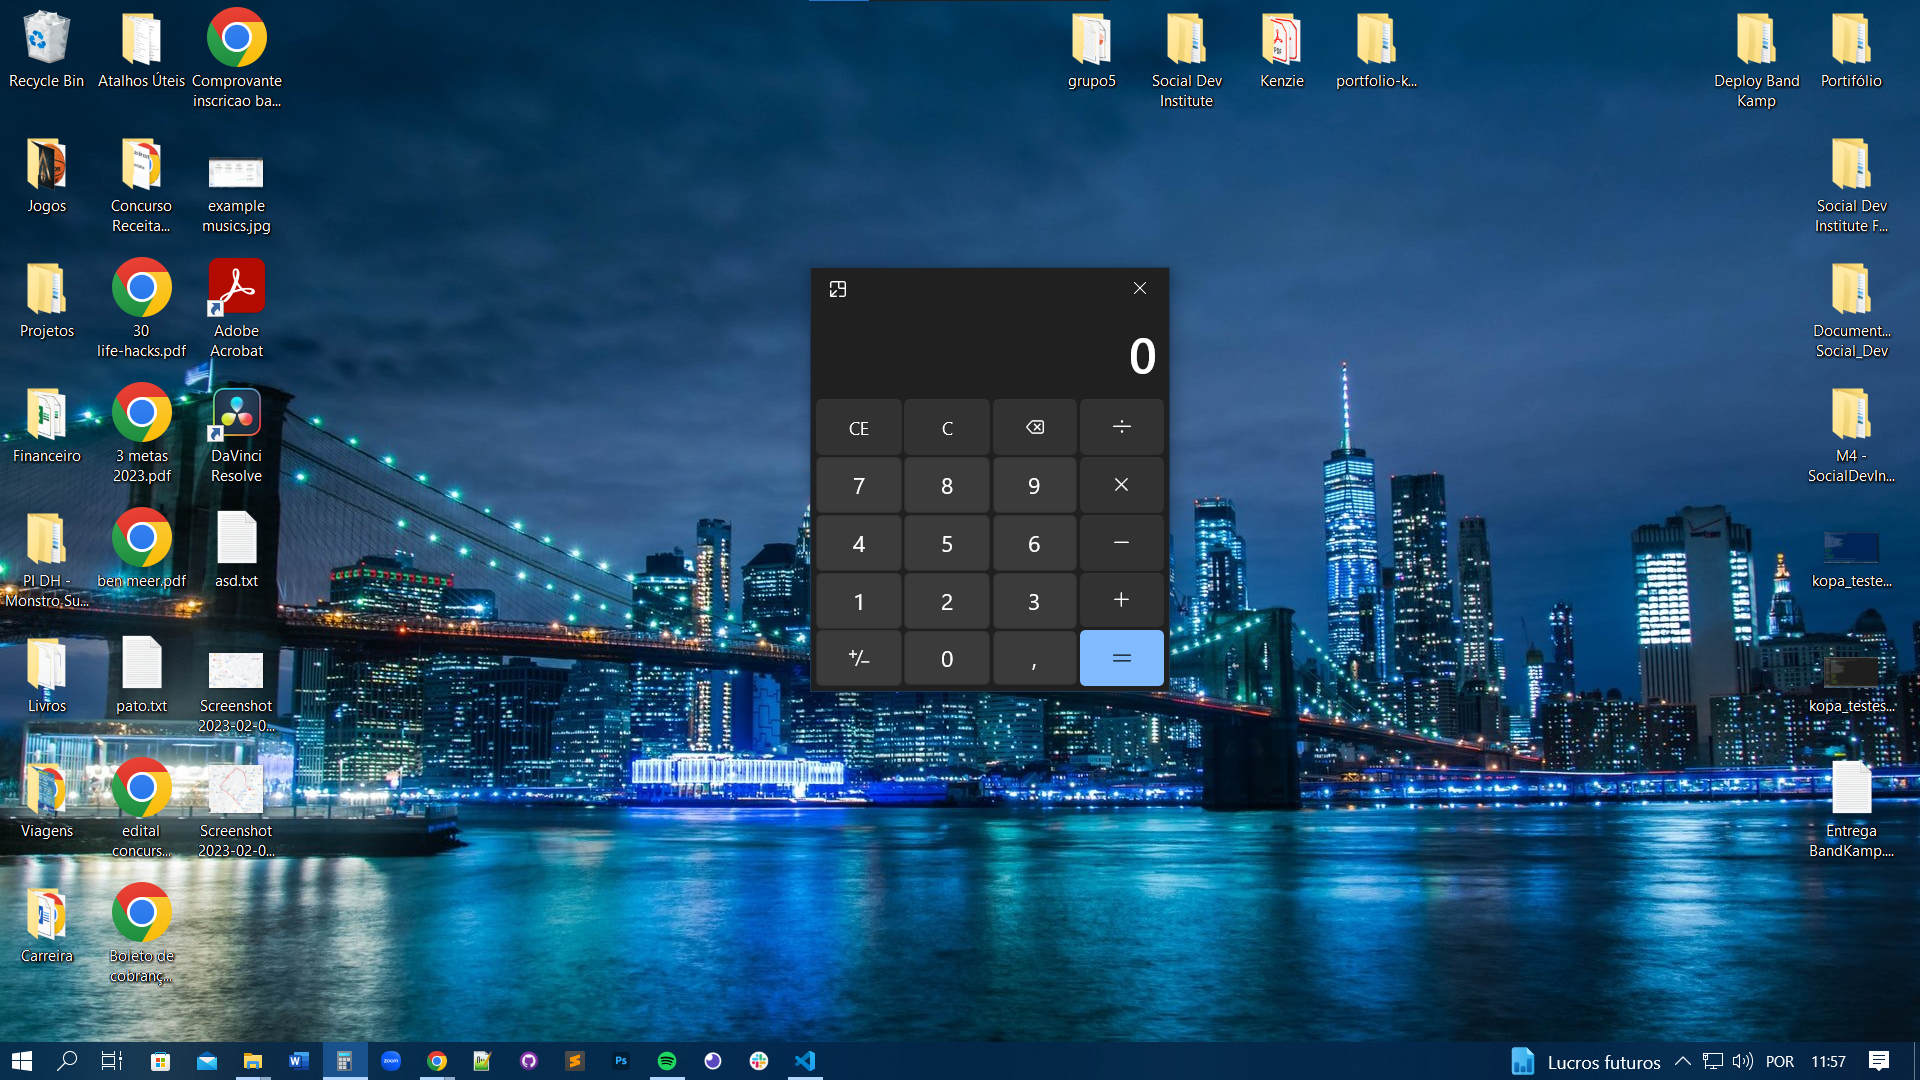 Recycle Bin
Atalhos Úteis
Comprovante
inscricao ba...
grupo5
Social Dev
Institute
Kenzie
portfolio-k...
Deploy Band
Kamp
Portifólio
Jogos
Concurso
Receita...
example
musics.jpg
Social Dev
Institute F...
Projetos
30
life-hacks.pdf
Adobe
Acrobat
Document...
Social_Dev
Financeiro
3 metas
2023.pdf
DaVinci
Resolve
M4 -
SocialDevIn...
PI DH -
Monstro Su...
ben meer.pdf
asd.txt
kopa_teste...
Livros
pato.txt
Screenshot
2023-02-0...
kopa_testes...
Viagens
edital
concurs...
Screenshot
2023-02-0...
Entrega
BandKamp....
Carreira
Boleto de
cobranç...
0
CE C ÷
7 8 9 ×
4 5 6 −
1 2 3 +
+/− 0 , =
zoom
Ps
Lucros futuros
POR
11:57